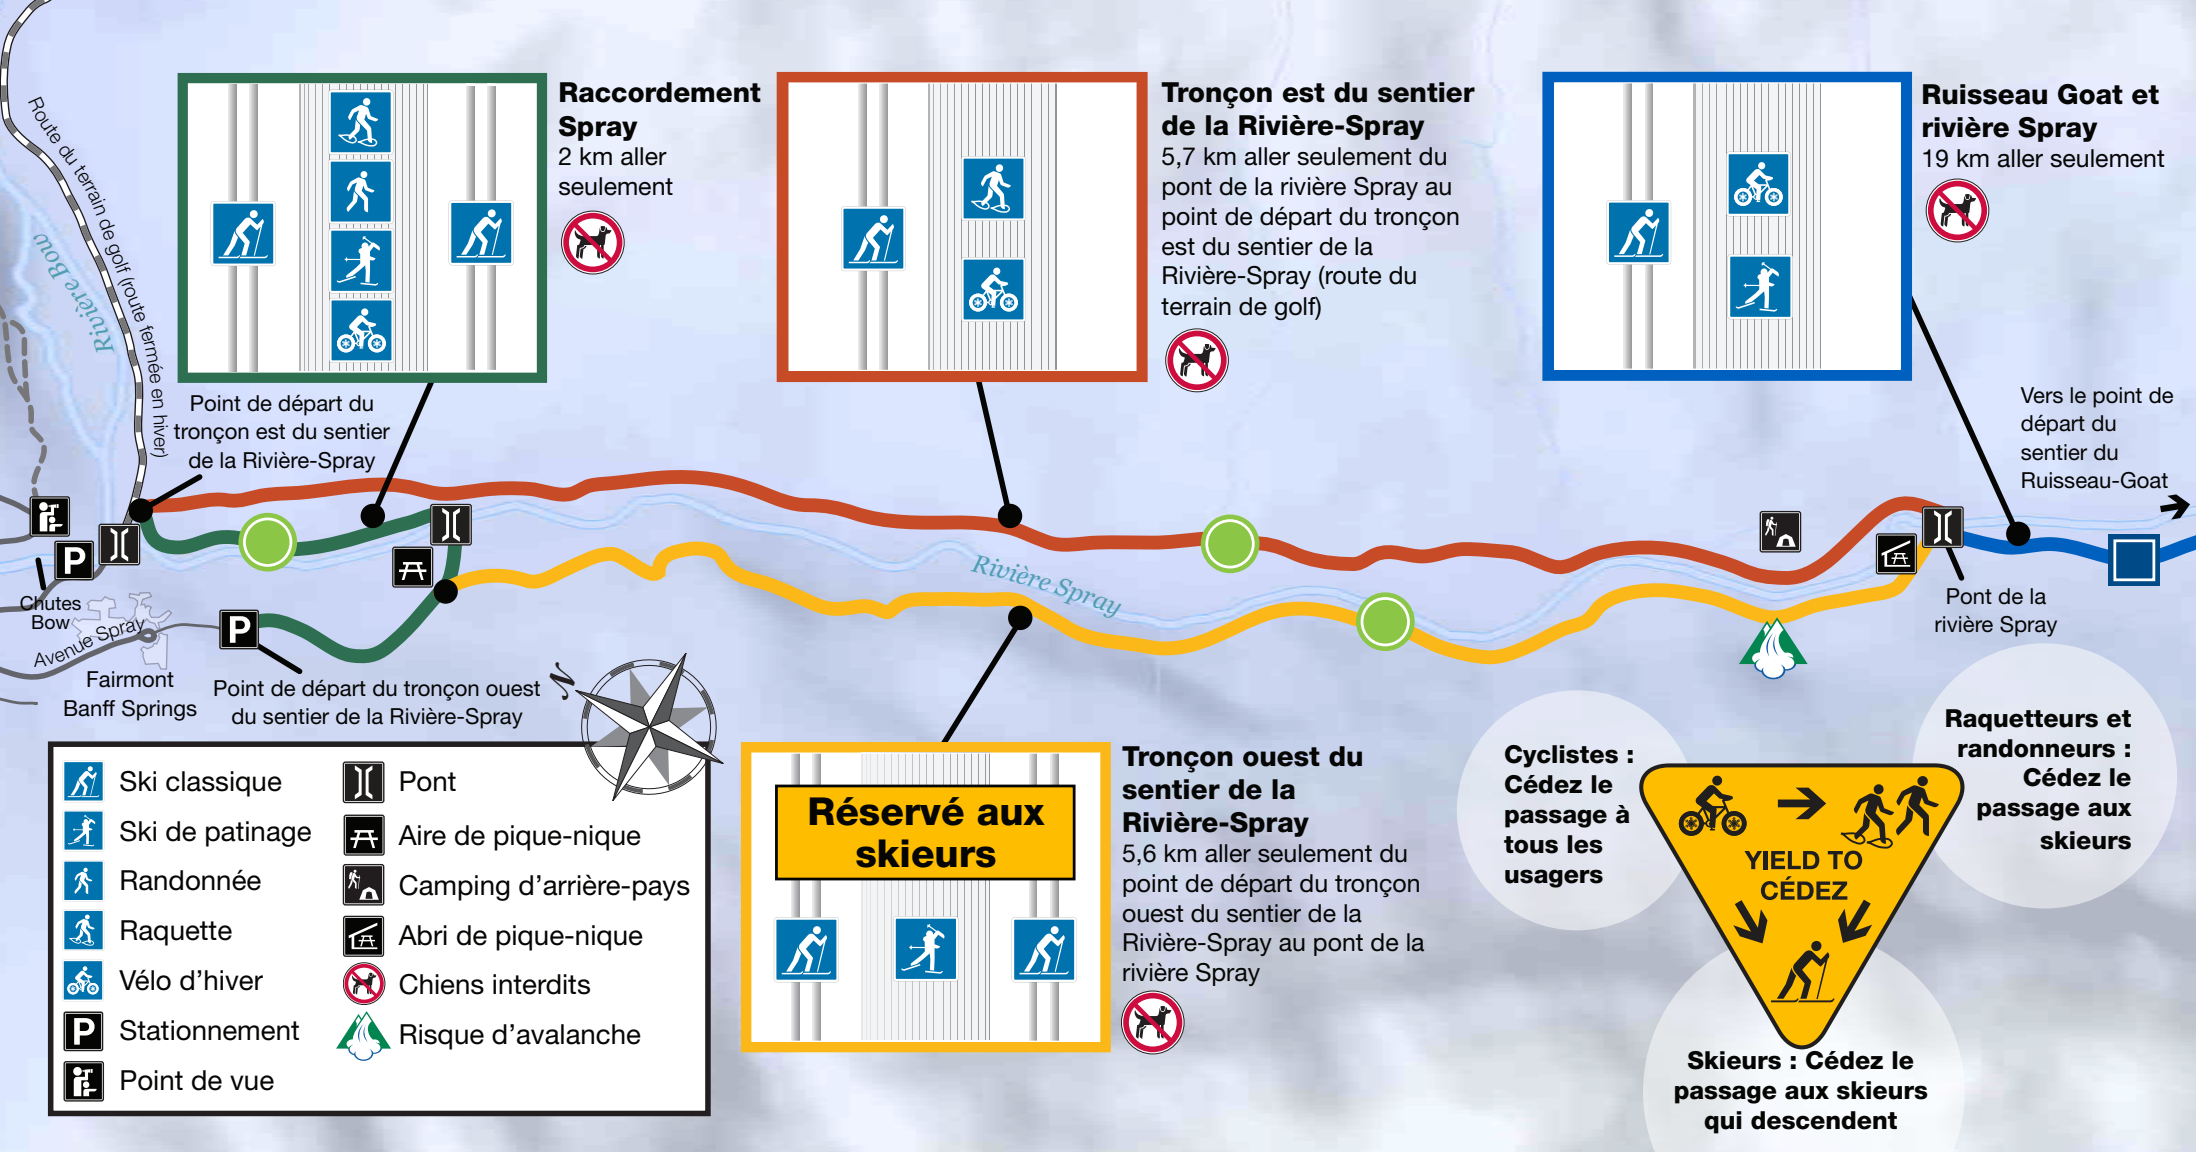 Route du terrain de golf (route fermée en hiver)
Rivière Bow
Raccordement
Spray
2 km aller
seulement
Tronçon est du sentier
de la Rivière-Spray
5,7 km aller seulement du
pont de la rivière Spray au
point de départ du tronçon
est du sentier de la
Rivière-Spray (route du
terrain de golf)
Ruisseau Goat et
rivière Spray
19 km aller seulement
Point de départ du
tronçon est du sentier
de la Rivière-Spray
Vers le point de
départ du
sentier du
Ruisseau-Goat
P
Chutes
Bow
Avenue Spray
P
Fairmont
Banff Springs
Point de départ du tronçon ouest
du sentier de la Rivière-Spray
N
Rivière Spray
Pont de la
rivière Spray
Ski classique
Ski de patinage
Randonnée
Raquette
Vélo d'hiver
P Stationnement
Point de vue
Pont
Aire de pique-nique
Camping d'arrière-pays
Abri de pique-nique
Chiens interdits
Risque d'avalanche
Réservé aux
skieurs
Tronçon ouest du
sentier de la
Rivière-Spray
5,6 km aller seulement du
point de départ du tronçon
ouest du sentier de la
Rivière-Spray au pont de la
rivière Spray
Cyclistes :
Cédez le
passage à
tous les
usagers
Raquetteurs et
randonneurs :
Cédez le
passage aux
skieurs
YIELD TO
CÉDEZ
Skieurs : Cédez le
passage aux skieurs
qui descendent